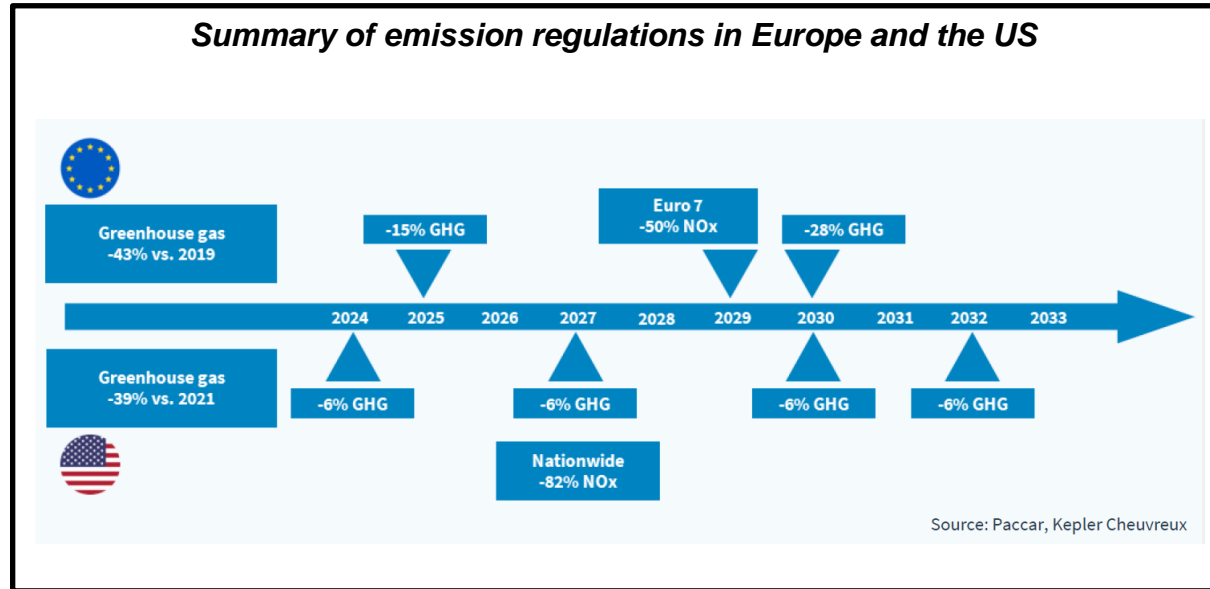 Summary of emission regulations in Europe and the US
Greenhouse gas
-43% vs. 2019
-15% GHG
Euro 7
-50% NOx
-28% GHG
2024 2025 2026 2027 2028 2029 2030 2031 2032 2033
Greenhouse gas
-39% vs. 2021
-6% GHG -6% GHG -6% GHG -6% GHG
Nationwide
-82% NOx
Source: Paccar, Kepler Cheuvreux